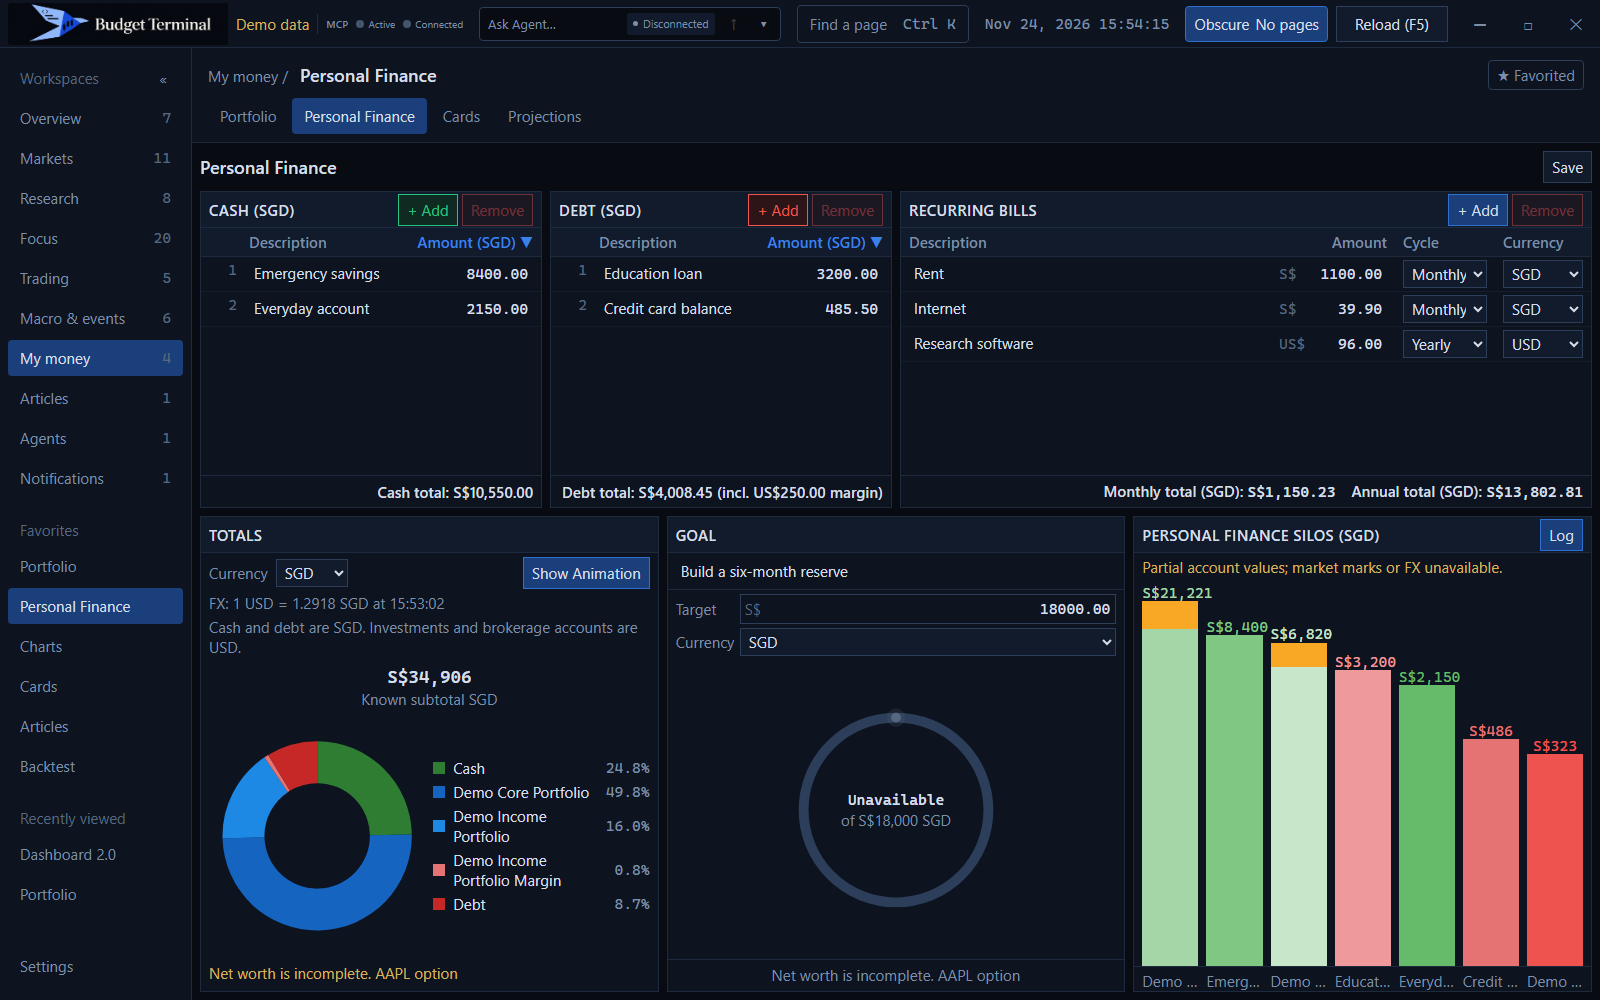 Budget Terminal
Demo data
MCP Active Connected
Ask Agent... Disconnected ↑ ▼
Find a page Ctrl K
Nov 24, 2026 15:54:15
Obscure No pages
Reload (F5)
Workspaces «
Overview 7
Markets 11
Research 8
Focus 20
Trading 5
Macro & events 6
My money 4
Articles 1
Agents 1
Notifications 1
Favorites
Portfolio
Personal Finance
Charts
Cards
Articles
Backtest
Recently viewed
Dashboard 2.0
Portfolio
Settings
My money / Personal Finance
★ Favorited
Portfolio Personal Finance Cards Projections
Personal Finance
Save
CASH (SGD) + Add Remove
Description Amount (SGD) ▼
1 Emergency savings 8400.00
2 Everyday account 2150.00
Cash total: S$10,550.00
DEBT (SGD) + Add Remove
Description Amount (SGD) ▼
1 Education loan 3200.00
2 Credit card balance 485.50
Debt total: S$4,008.45 (incl. US$250.00 margin)
RECURRING BILLS + Add Remove
Description Amount Cycle Currency
Rent S$ 1100.00 Monthly SGD
Internet S$ 39.90 Monthly SGD
Research software US$ 96.00 Yearly USD
Monthly total (SGD): S$1,150.23 Annual total (SGD): S$13,802.81
TOTALS
Currency SGD Show Animation
FX: 1 USD = 1.2918 SGD at 15:53:02
Cash and debt are SGD. Investments and brokerage accounts are
USD.
S$34,906
Known subtotal SGD
Cash 24.8%
Demo Core Portfolio 49.8%
Demo Income
Portfolio 16.0%
Demo Income
Portfolio Margin 0.8%
Debt 8.7%
Net worth is incomplete. AAPL option
GOAL
Build a six-month reserve
Target S$ 18000.00
Currency SGD
Unavailable
of S$18,000 SGD
Net worth is incomplete. AAPL option
PERSONAL FINANCE SILOS (SGD) Log
Partial account values; market marks or FX unavailable.
S$21,221
S$8,400
S$6,820
S$3,200
S$2,150
S$486
S$323
Demo ... Emerg... Demo ... Educat... Everyd... Credit ... Demo ...